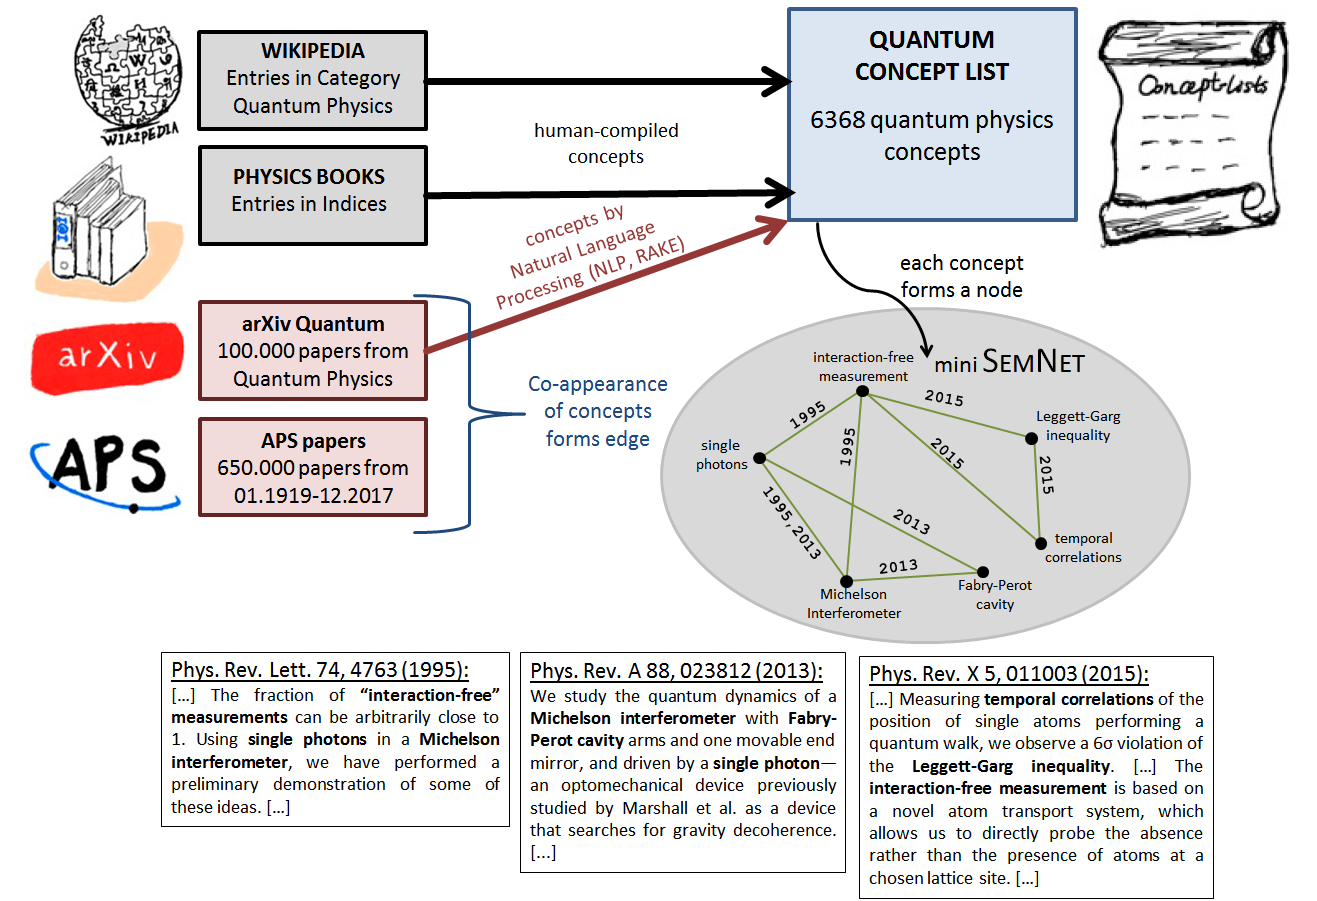 WIKIPEDIA
WIKIPEDIA
Entries in Category
Quantum Physics
PHYSICS BOOKS
Entries in Indices
human-compiled
concepts
QUANTUM
CONCEPT LIST
6368 quantum physics
concepts
Concept-Lists
concepts by
Natural Language
Processing (NLP, RAKE)
each concept
forms a node
arXiv
arXiv Quantum
100.000 papers from
Quantum Physics
APS
APS papers
650.000 papers from
01.1919-12.2017
Co-appearance
of concepts
forms edge
mini SEMNET
interaction-free
measurement
1995
1995
2015
2015
Leggett-Garg
inequality
2015
single
photons
1995,2013
2013
2013
temporal
correlations
Michelson
Interferometer
Fabry-Perot
cavity
Phys. Rev. Lett. 74, 4763 (1995):
[...] The fraction of “interaction-free”
measurements can be arbitrarily close to
1. Using single photons in a Michelson
interferometer, we have performed a
preliminary demonstration of some of
these ideas. [...]
Phys. Rev. A 88, 023812 (2013):
We study the quantum dynamics of a
Michelson interferometer with Fabry-
Perot cavity arms and one movable end
mirror, and driven by a single photon—
an optomechanical device previously
studied by Marshall et al. as a device
that searches for gravity decoherence.
[...]
Phys. Rev. X 5, 011003 (2015):
[...] Measuring temporal correlations of the
position of single atoms performing a
quantum walk, we observe a 6σ violation of
the Leggett-Garg inequality. [...] The
interaction-free measurement is based on
a novel atom transport system, which
allows us to directly probe the absence
rather than the presence of atoms at a
chosen lattice site. [...]